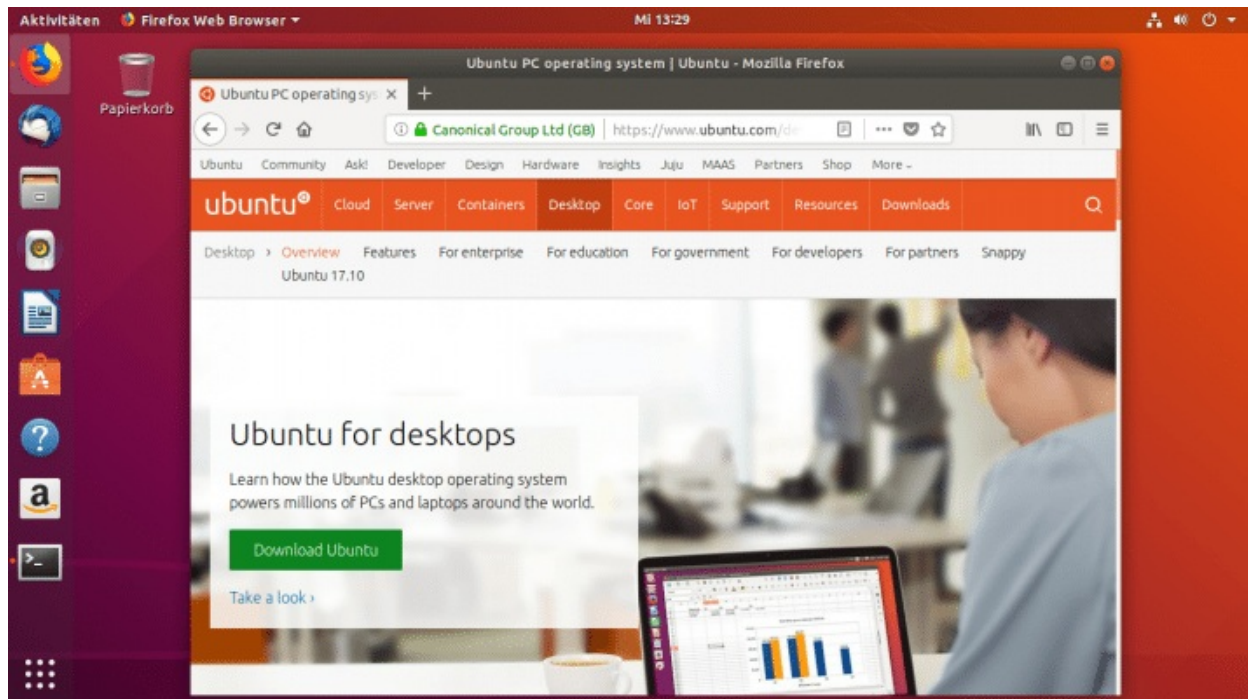 Aktivitäten Firefox Web Browser Mi 13:29
Papierkorb
Ubuntu PC operating system | Ubuntu - Mozilla Firefox
Ubuntu PC operating sys
Canonical Group Ltd (GB) https://www.ubuntu.com/de
Ubuntu Community Ask! Developer Design Hardware Insights Juju MAAS Partners Shop More
ubuntu Cloud Server Containers Desktop Core IoT Support Resources Downloads
Desktop › Overview Features For enterprise For education For government For developers For partners Snappy
Ubuntu 17.10
Ubuntu for desktops
Learn how the Ubuntu desktop operating system
powers millions of PCs and laptops around the world.
Download Ubuntu
Take a look ›